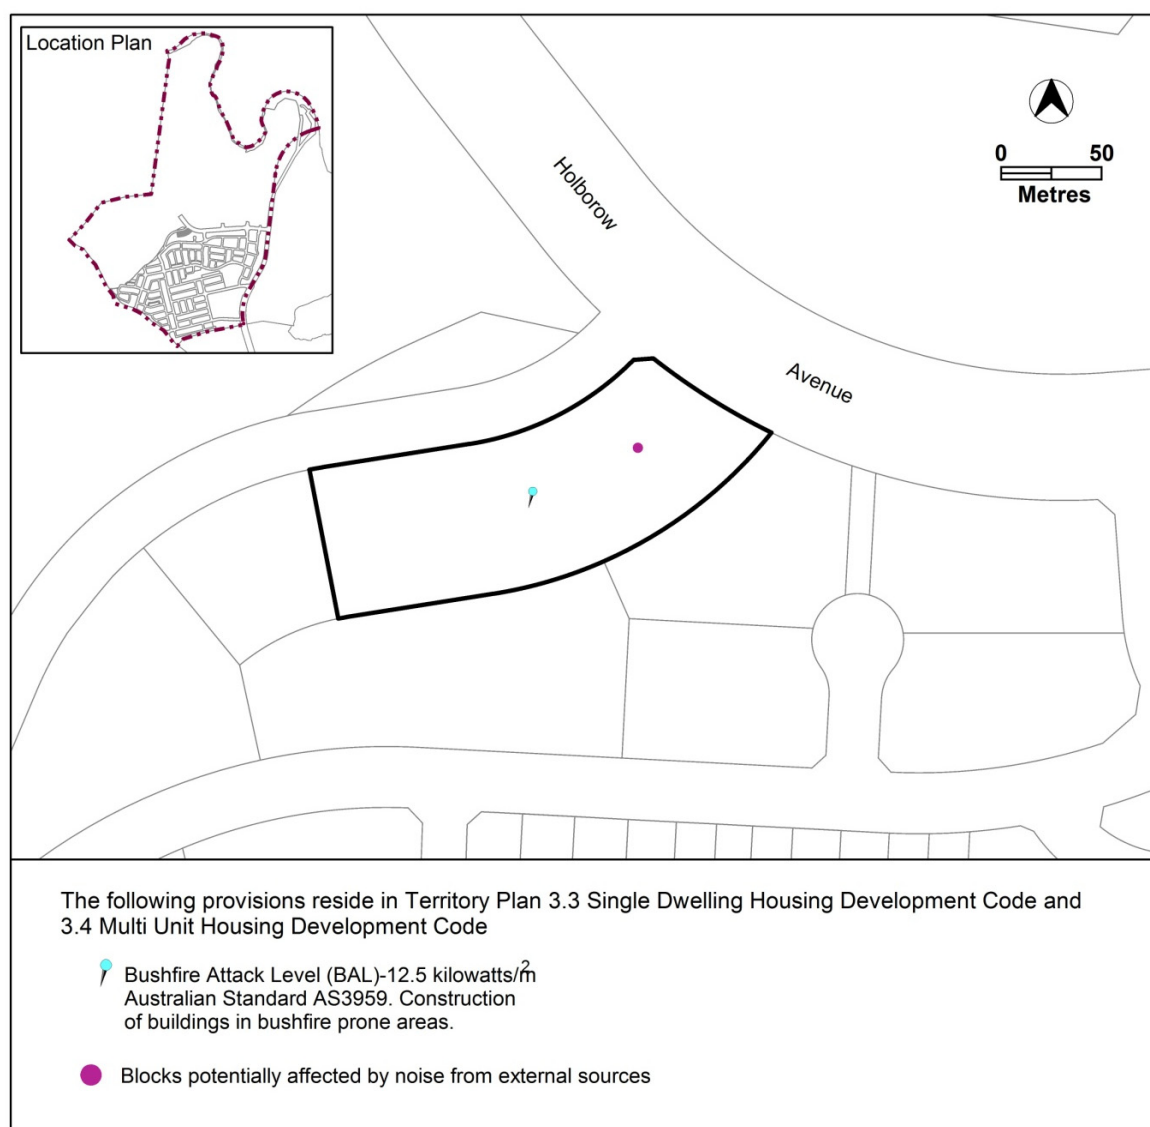 Location Plan
Holborow
Avenue
0 50
Metres
The following provisions reside in Territory Plan 3.3 Single Dwelling Housing Development Code and
3.4 Multi Unit Housing Development Code
Bushfire Attack Level (BAL)-12.5 kilowatts/m2
Australian Standard AS3959. Construction
of buildings in bushfire prone areas.
Blocks potentially affected by noise from external sources